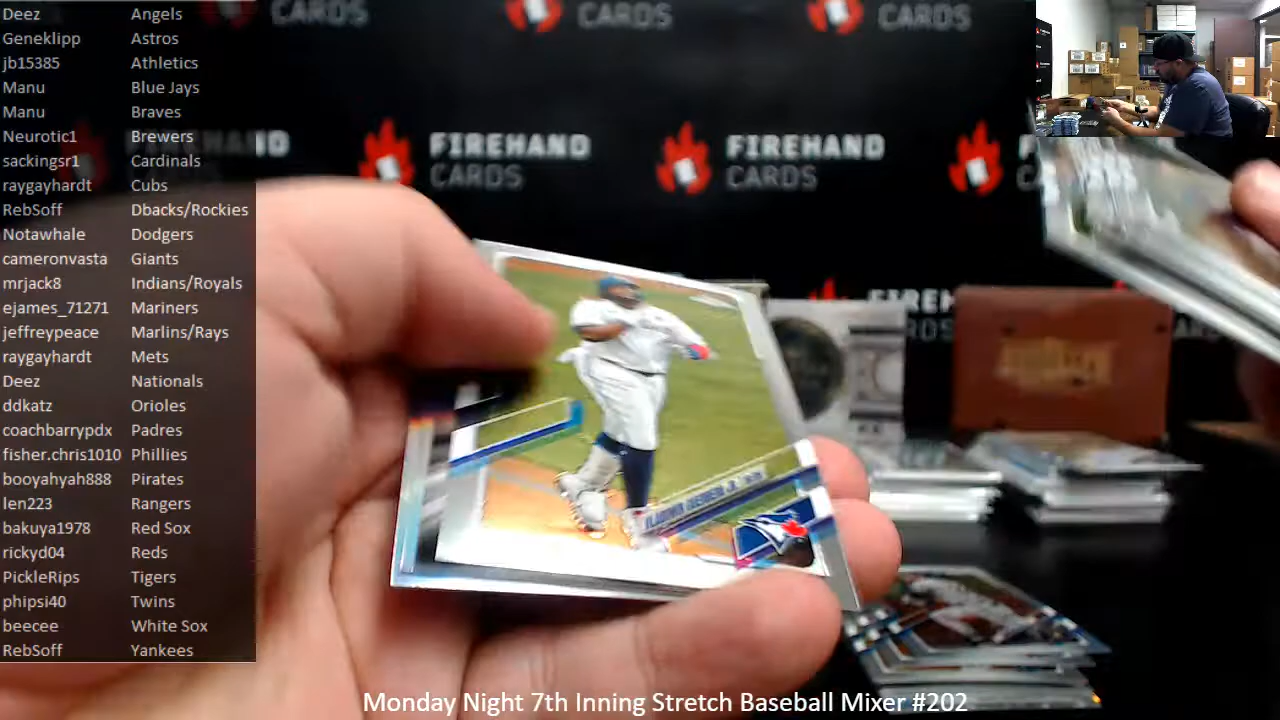 Deez Angels
Geneklipp Astros
jb15385 Athletics
Manu Blue Jays
Manu Braves
Neurotic1 Brewers
sackingsr1 Cardinals
raygayhardt Cubs
RebSoff Dbacks/Rockies
Notawhale Dodgers
cameronvasta Giants
mrjack8 Indians/Royals
ejames_71271 Mariners
jeffreypeace Marlins/Rays
raygayhardt Mets
Deez Nationals
ddkatz Orioles
coachbarrypdx Padres
fisher.chris1010 Phillies
booyahyah888 Pirates
len223 Rangers
bakuya1978 Red Sox
rickyd04 Reds
PickleRips Tigers
phipsi40 Twins
beecee White Sox
RebSoff Yankees
CARDS CARDS CARDS
FIREHAND CARDS
FIREHAND CARDS
Monday Night 7th Inning Stretch Baseball Mixer #202